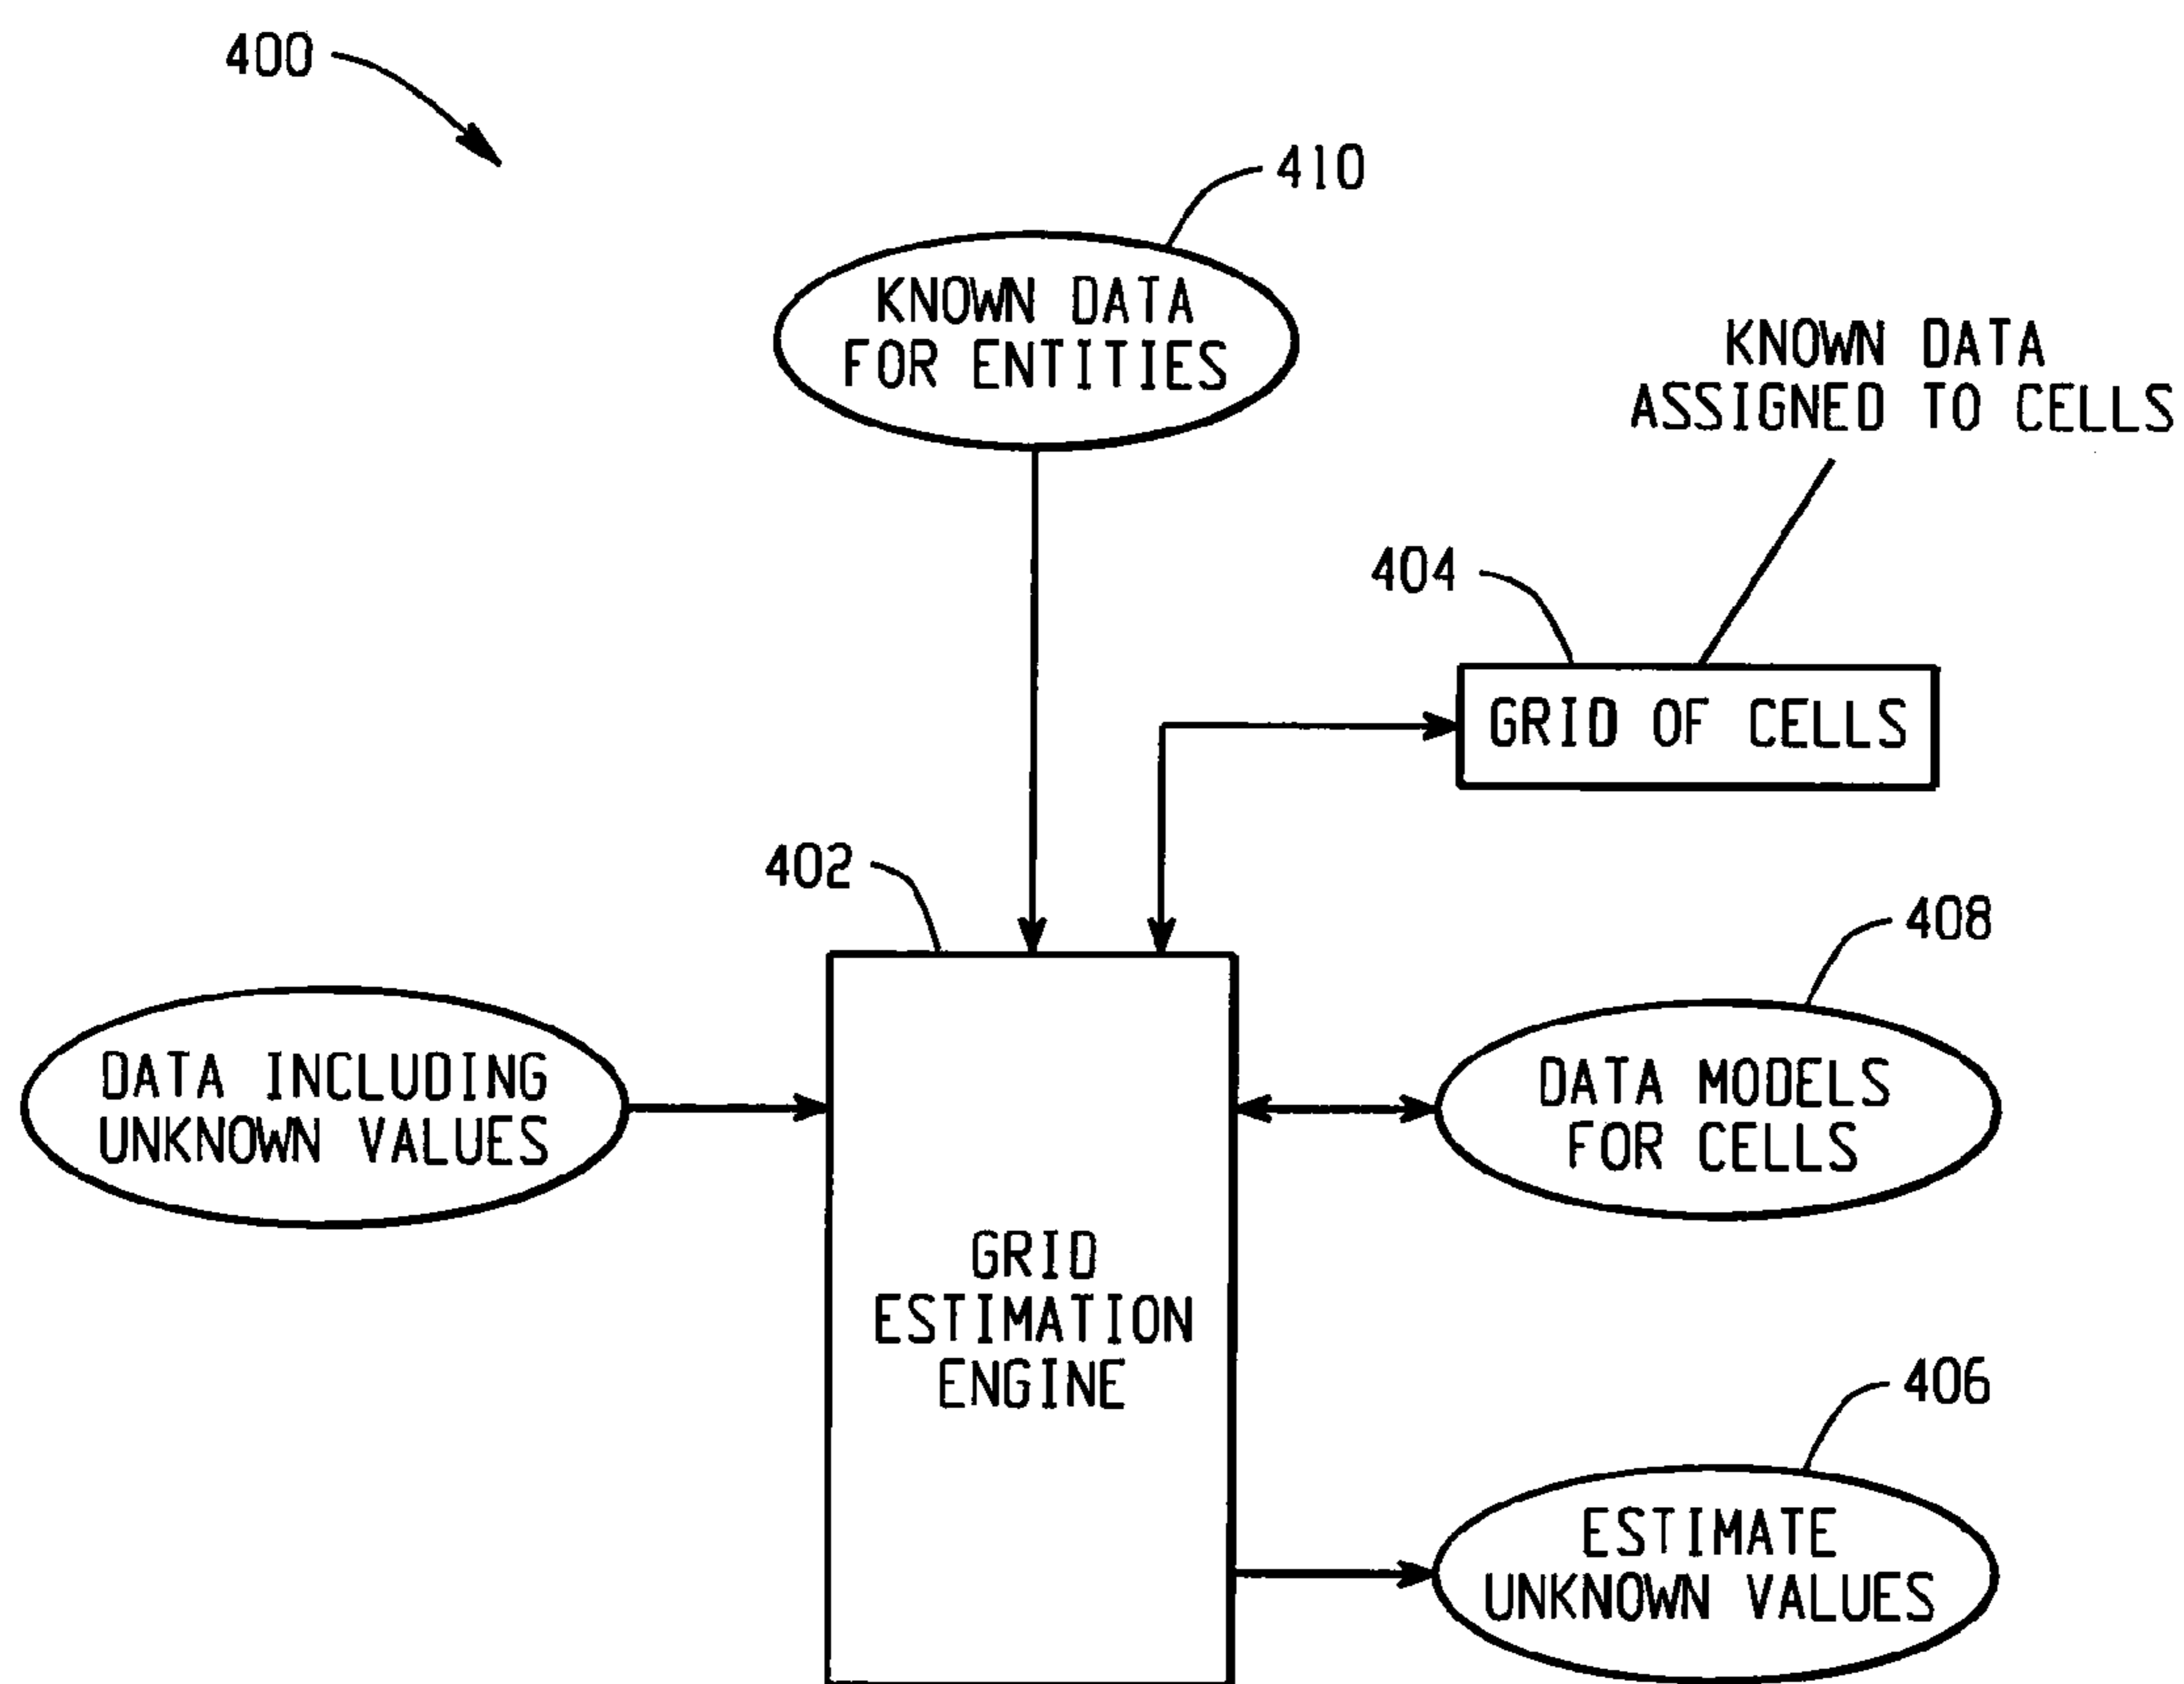 400
410
KNOWN DATA
FOR ENTITIES
KNOWN DATA
ASSIGNED TO CELLS
404
GRID OF CELLS
402
408
DATA INCLUDING
UNKNOWN VALUES
DATA MODELS
FOR CELLS
GRID
ESTIMATION
ENGINE
406
ESTIMATE
UNKNOWN VALUES